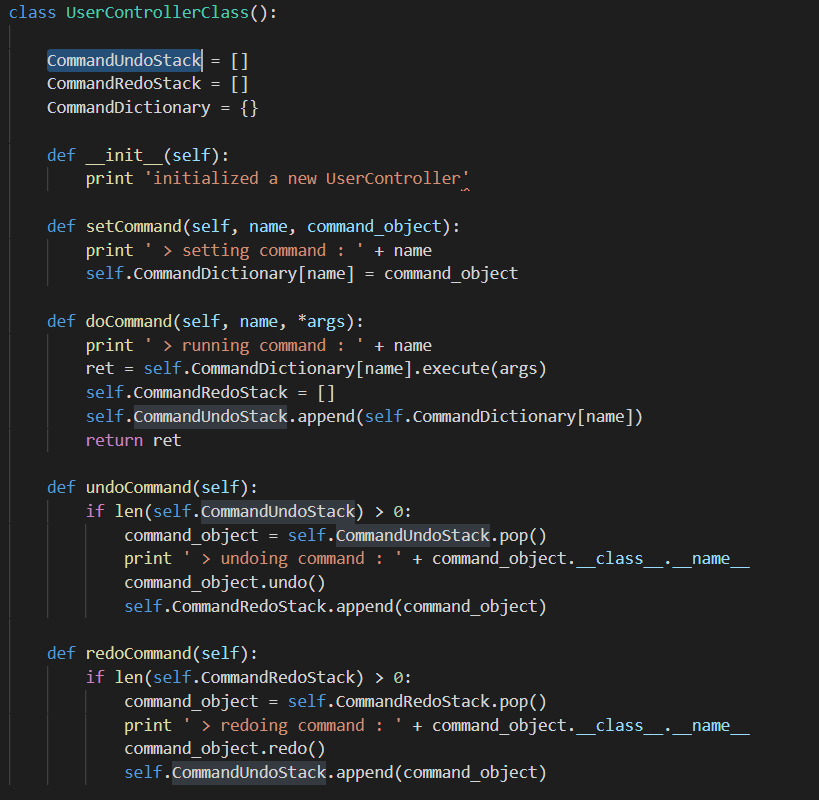 class UserControllerClass():
    CommandUndoStack = []
    CommandRedoStack = []
    CommandDictionary = {}
    def __init__(self):
        print 'initialized a new UserController'
    def setCommand(self, name, command_object):
        print ' > setting command : ' + name
        self.CommandDictionary[name] = command_object
    def doCommand(self, name, *args):
        print ' > running command : ' + name
        ret = self.CommandDictionary[name].execute(args)
        self.CommandRedoStack = []
        self.CommandUndoStack.append(self.CommandDictionary[name])
        return ret
    def undoCommand(self):
        if len(self.CommandUndoStack) > 0:
            command_object = self.CommandUndoStack.pop()
            print ' > undoing command : ' + command_object.__class__.__name__
            command_object.undo()
            self.CommandRedoStack.append(command_object)
    def redoCommand(self):
        if len(self.CommandRedoStack) > 0:
            command_object = self.CommandRedoStack.pop()
            print ' > redoing command : ' + command_object.__class__.__name__
            command_object.redo()
            self.CommandUndoStack.append(command_object)